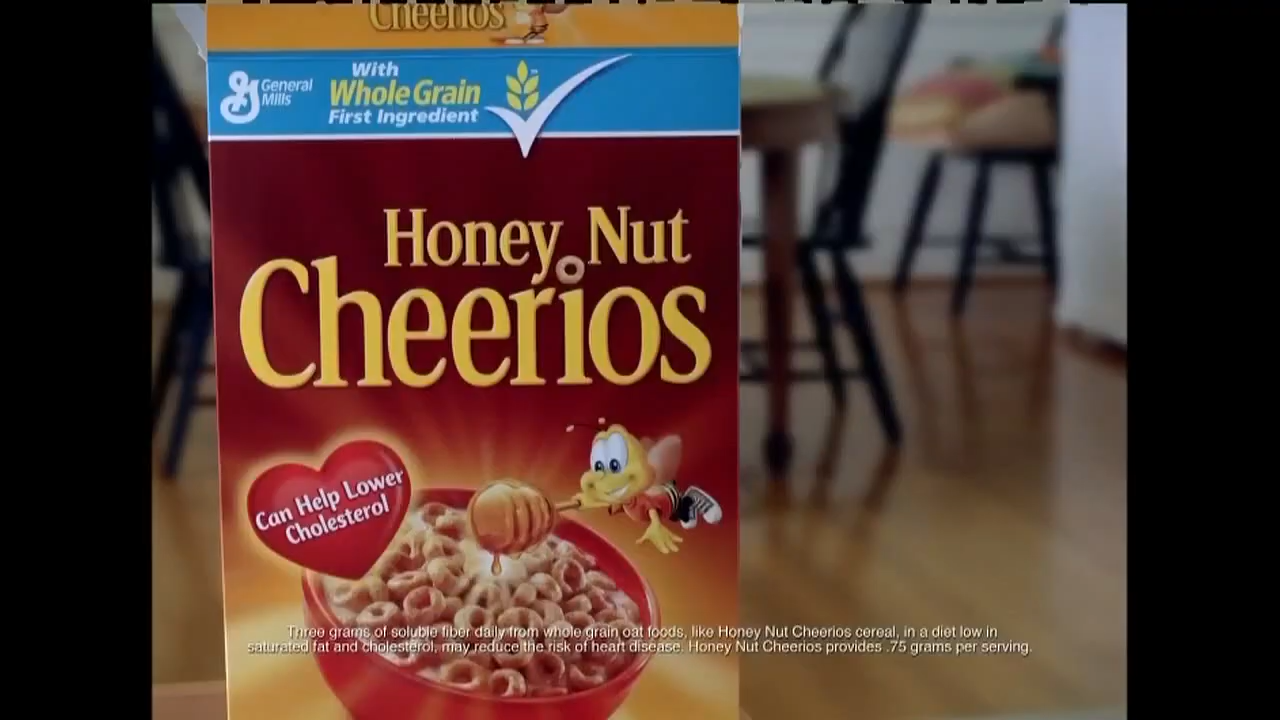 Cheerios
General
Mills
With
Whole Grain
First Ingredient
Honey Nut
Cheerios
Can Help Lower
Cholesterol
Three grams of soluble fiber daily from whole grain oat foods, like Honey Nut Cheerios cereal, in a diet low in
saturated fat and cholesterol, may reduce the risk of heart disease. Honey Nut Cheerios provides .75 grams per serving.